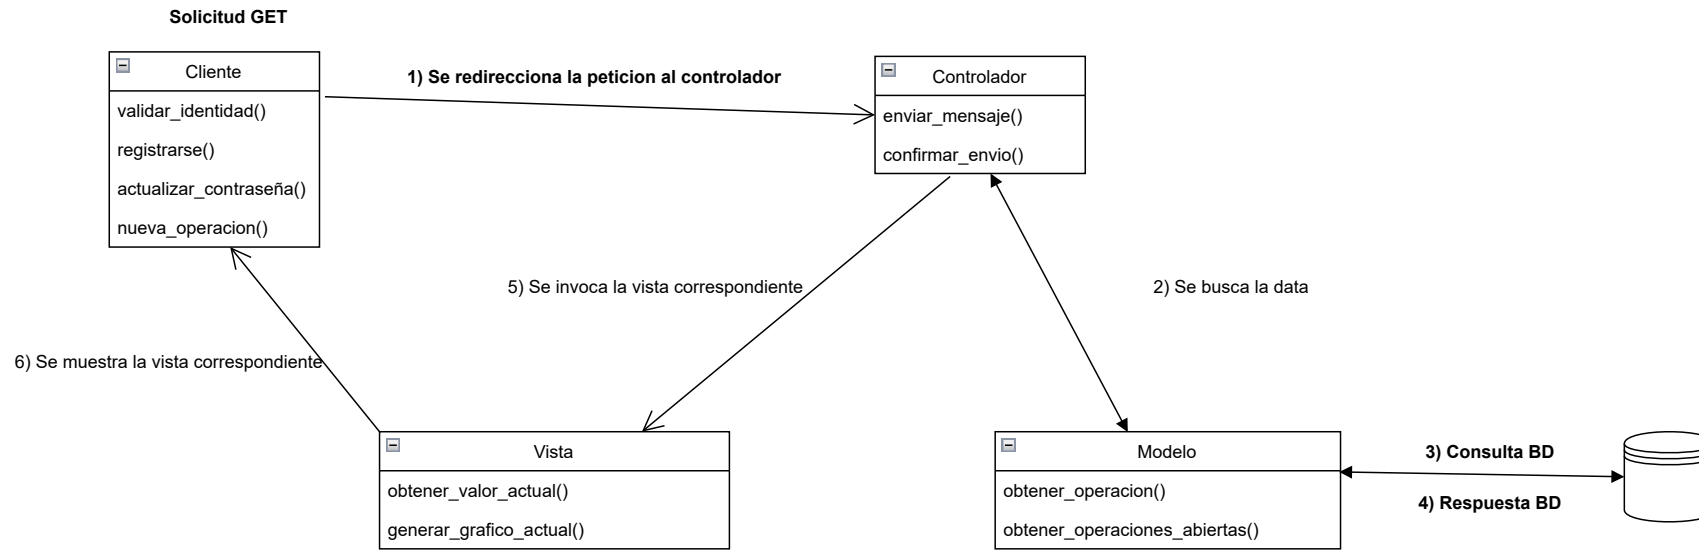 Solicitud GET
Cliente
validar_identidad()
registrarse()
actualizar_contraseña()
nueva_operacion()
1) Se redirecciona la peticion al controlador
Controlador
enviar_mensaje()
confirmar_envio()
5) Se invoca la vista correspondiente
2) Se busca la data
6) Se muestra la vista correspondiente
Vista
obtener_valor_actual()
generar_grafico_actual()
Modelo
obtener_operacion()
obtener_operaciones_abiertas()
3) Consulta BD
4) Respuesta BD